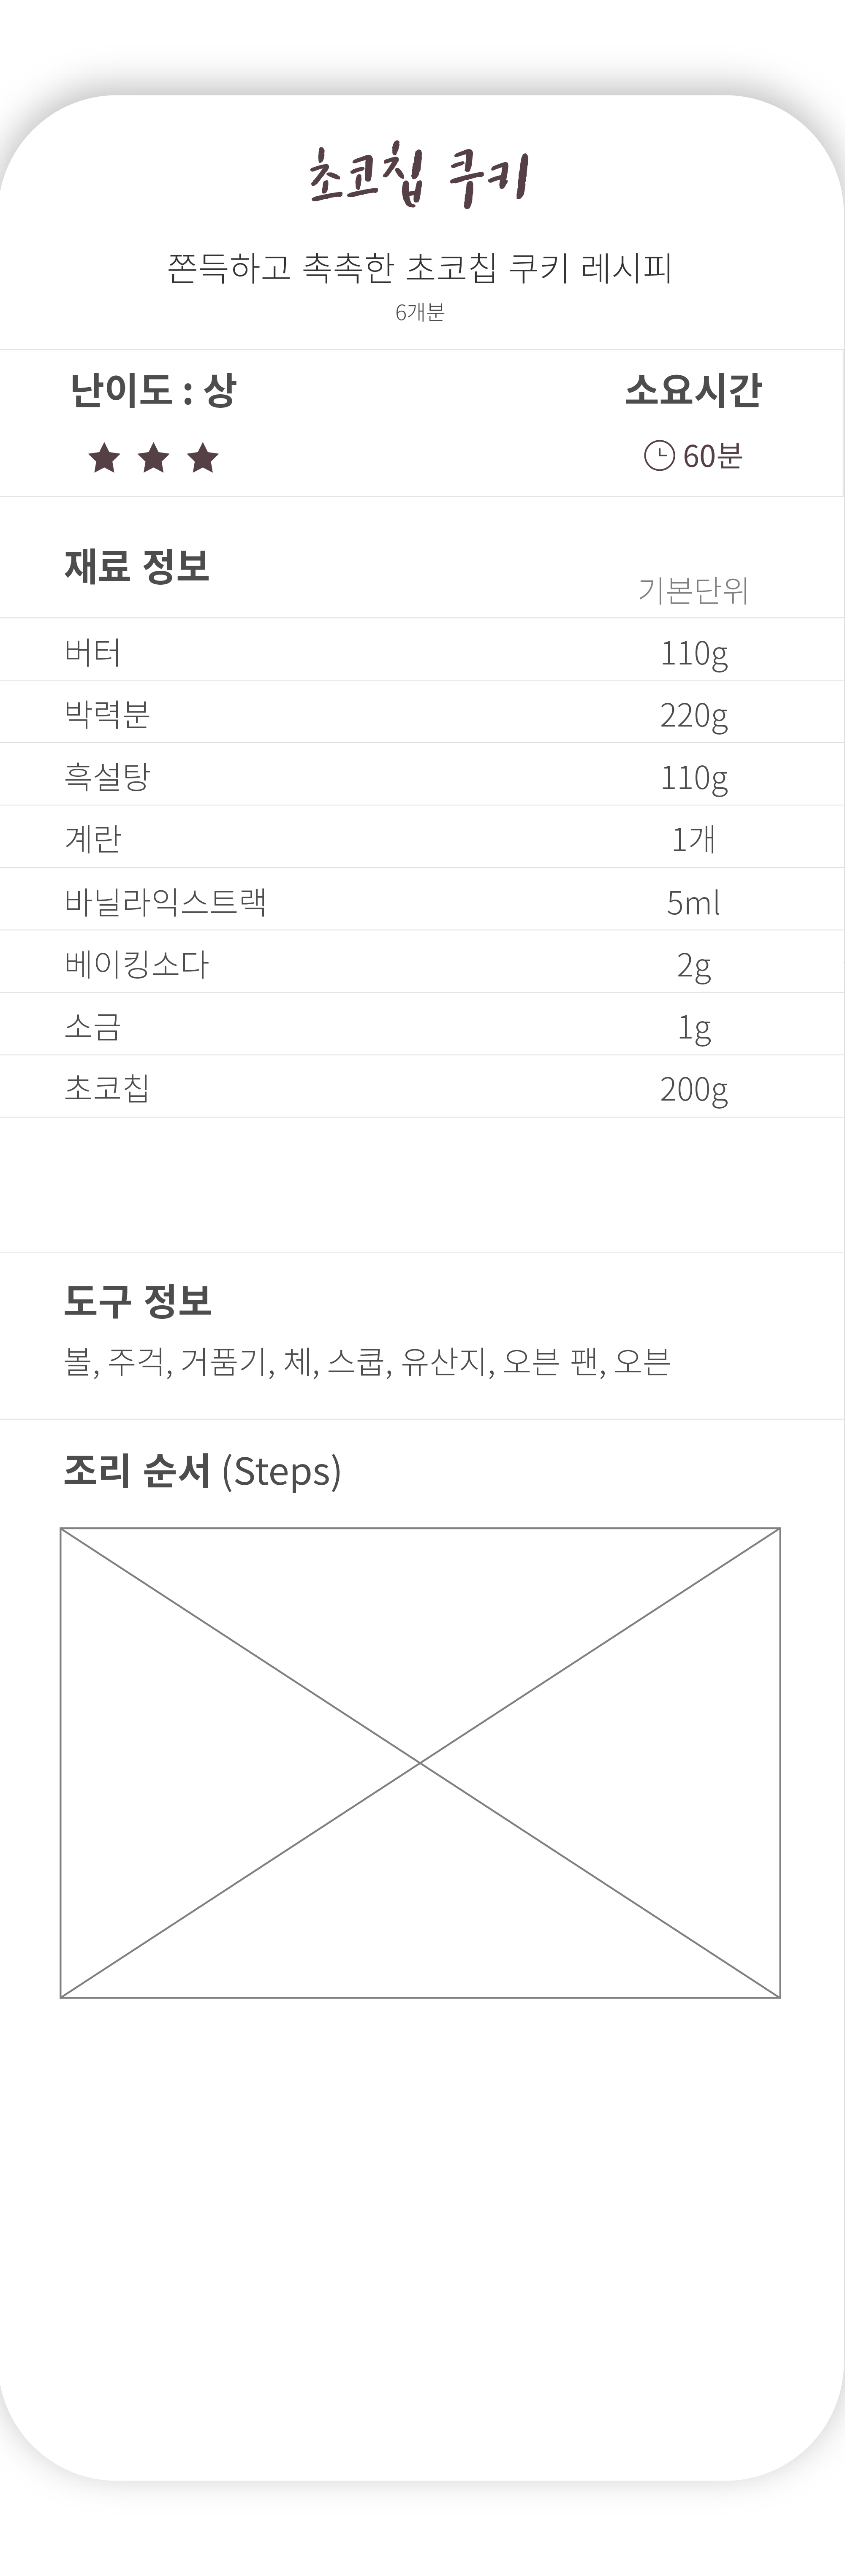 초코칩 쿠키
쫀득하고 촉촉한 초코칩 쿠키 레시피
6개분
난이도 : 상
소요시간
60분
재료 정보
기본단위
버터 110g
박력분 220g
흑설탕 110g
계란 1개
바닐라익스트랙 5ml
베이킹소다 2g
소금 1g
초코칩 200g
도구 정보
볼, 주걱, 거품기, 체, 스쿱, 유산지, 오븐 팬, 오븐
조리 순서 (Steps)